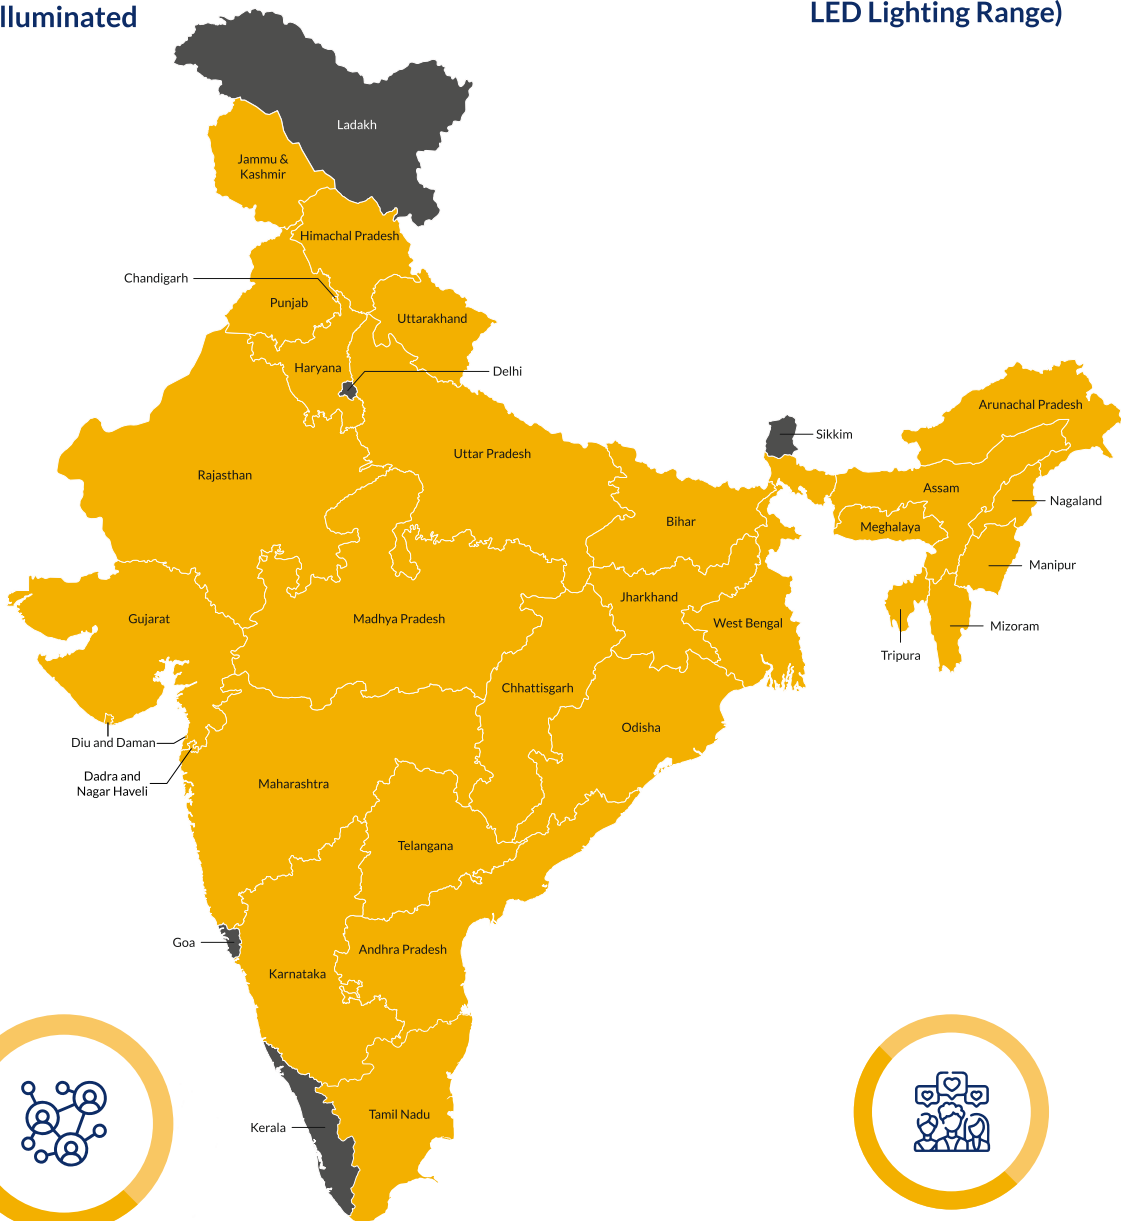 lluminated
LED Lighting Range)
Ladakh
Jammu &
Kashmir
Himachal Pradesh
Chandigarh
Punjab
Uttarakhand
Haryana
Delhi
Arunachal Pradesh
Sikkim
Uttar Pradesh
Rajasthan
Assam
Nagaland
Bihar
Meghalaya
Manipur
Jharkhand
Gujarat
Madhya Pradesh
West Bengal
Mizoram
Tripura
Chhattisgarh
Odisha
Diu and Daman
Dadra and
Nagar Haveli
Maharashtra
Telangana
Goa
Andhra Pradesh
Karnataka
Tamil Nadu
Kerala